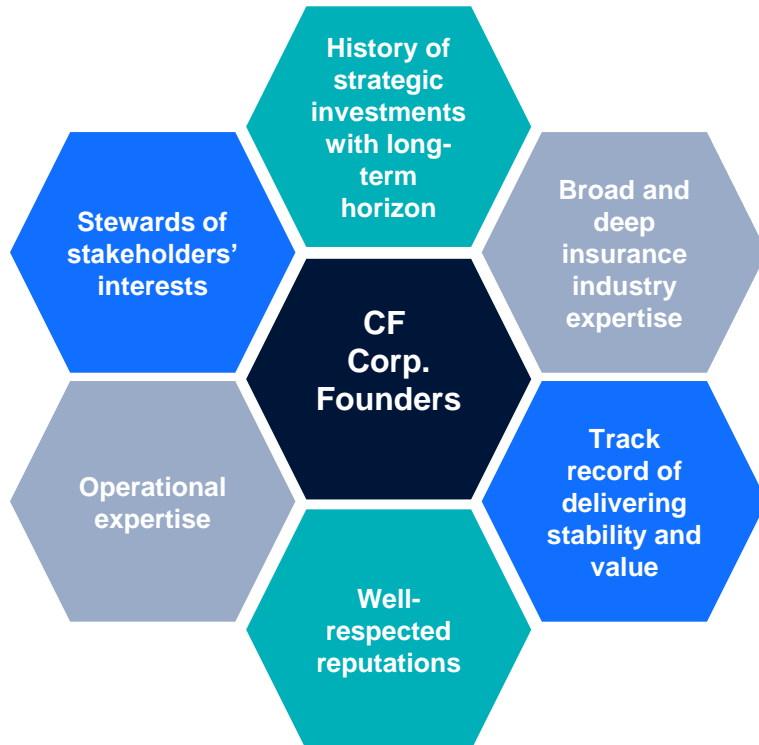 History of
strategic
investments
with long-
term
horizon
Broad and
deep
insurance
industry
expertise
Stewards of
stakeholders’
interests
CF
Corp.
Founders
Track
record of
delivering
stability and
value
Operational
expertise
Well-
respected
reputations